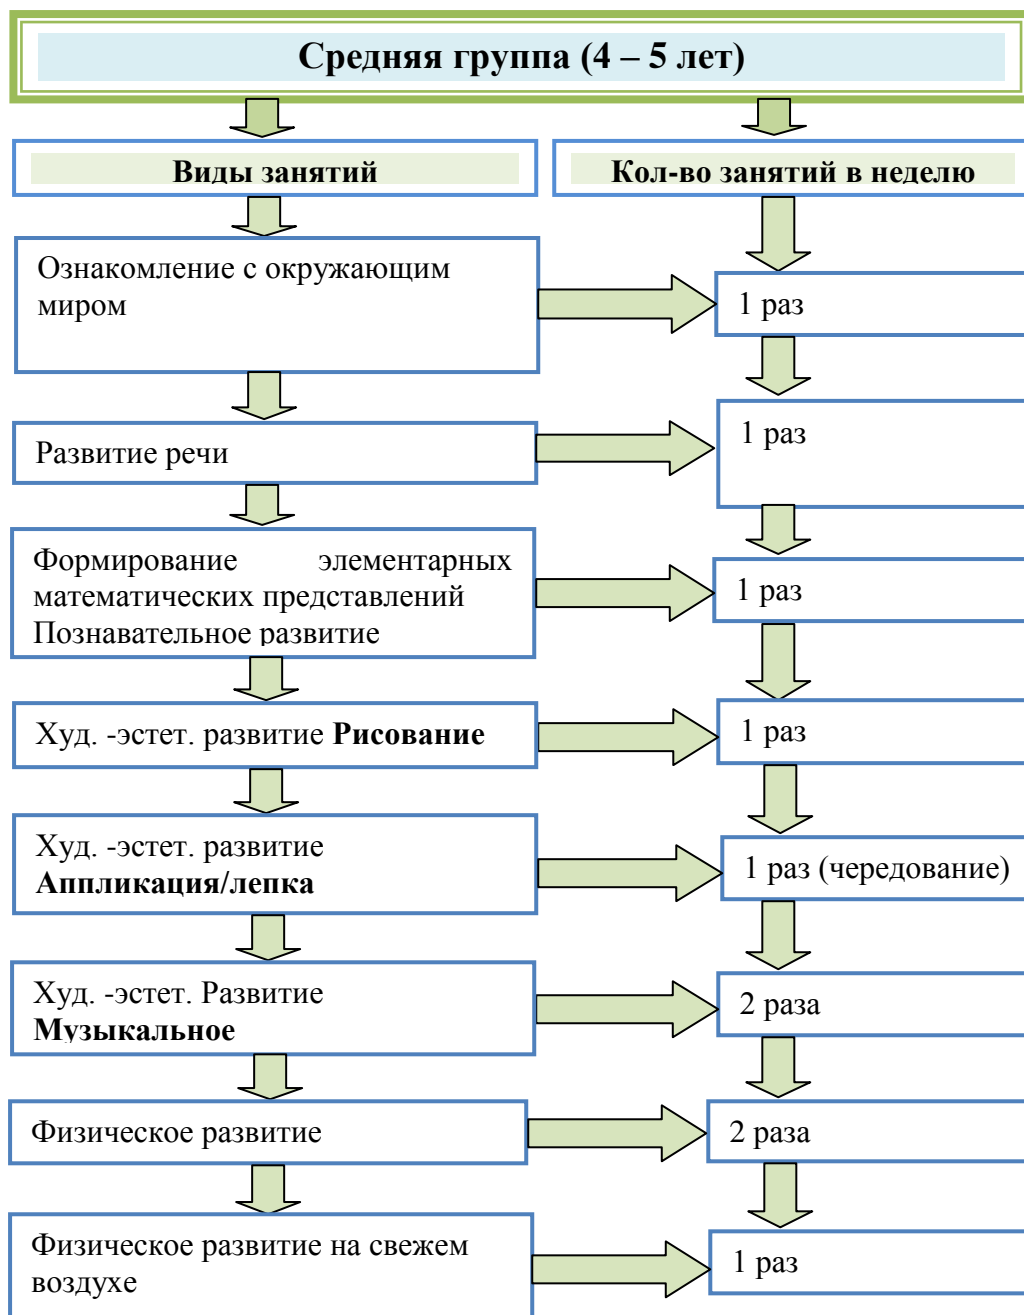 Средняя группа (4 – 5 лет)
Виды занятий
Кол-во занятий в неделю
Ознакомление с окружающим
миром
1 раз
Развитие речи
1 раз
Формирование элементарных
математических представлений
Познавательное развитие
1 раз
Худ. -эстет. развитие Рисование
1 раз
Худ. -эстет. развитие
Аппликация/лепка
1 раз (чередование)
Худ. -эстет. Развитие
Музыкальное
2 раза
Физическое развитие
2 раза
Физическое развитие на свежем
воздухе
1 раз